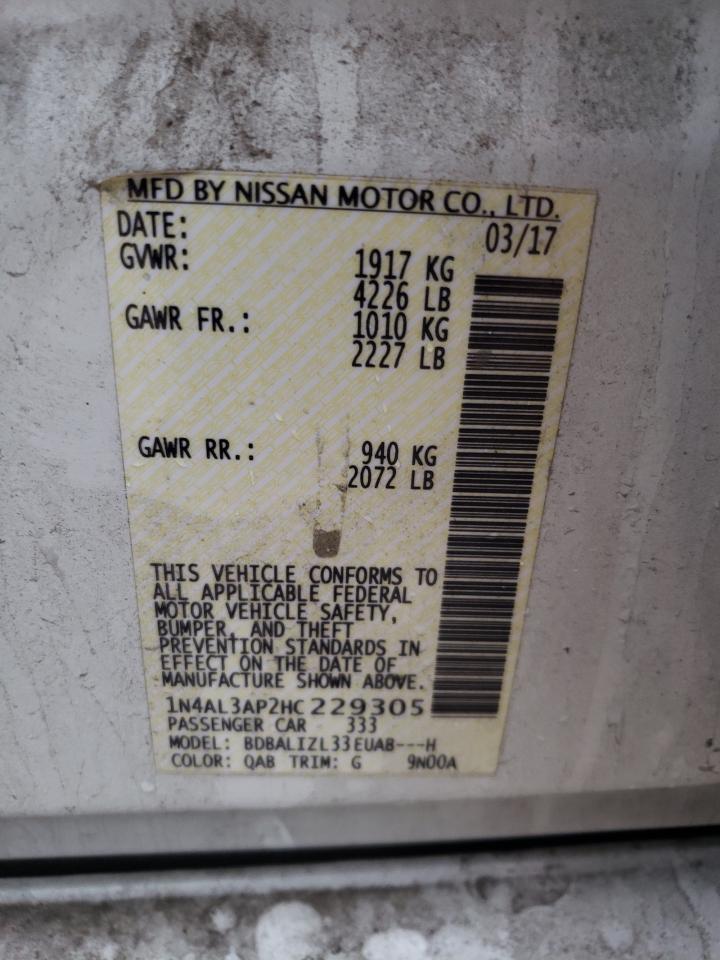 MFD BY NISSAN MOTOR CO., LTD.
DATE: 03/17
GVWR: 1917 KG
4226 LB
GAWR FR.: 1010 KG
2227 LB
GAWR RR.: 940 KG
2072 LB
THIS VEHICLE CONFORMS TO
ALL APPLICABLE FEDERAL
MOTOR VEHICLE SAFETY,
BUMPER, AND THEFT
PREVENTION STANDARDS IN
EFFECT ON THE DATE OF
MANUFACTURE SHOWN ABOVE.
1N4AL3AP2HC229305
PASSENGER CAR 333
MODEL: BDBALIZL33EUAB---H
COLOR: QAB TRIM: G 9N00A